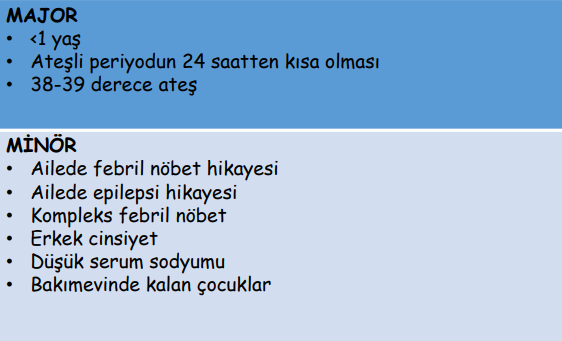 MAJOR
• <1 yaş
• Ateşli periyodun 24 saatten kısa olması
• 38-39 derece ateş
MİNÖR
• Ailede febril nöbet hikayesi
• Ailede epilepsi hikayesi
• Kompleks febril nöbet
• Erkek cinsiyet
• Düşük serum sodyumu
• Bakımevinde kalan çocuklar